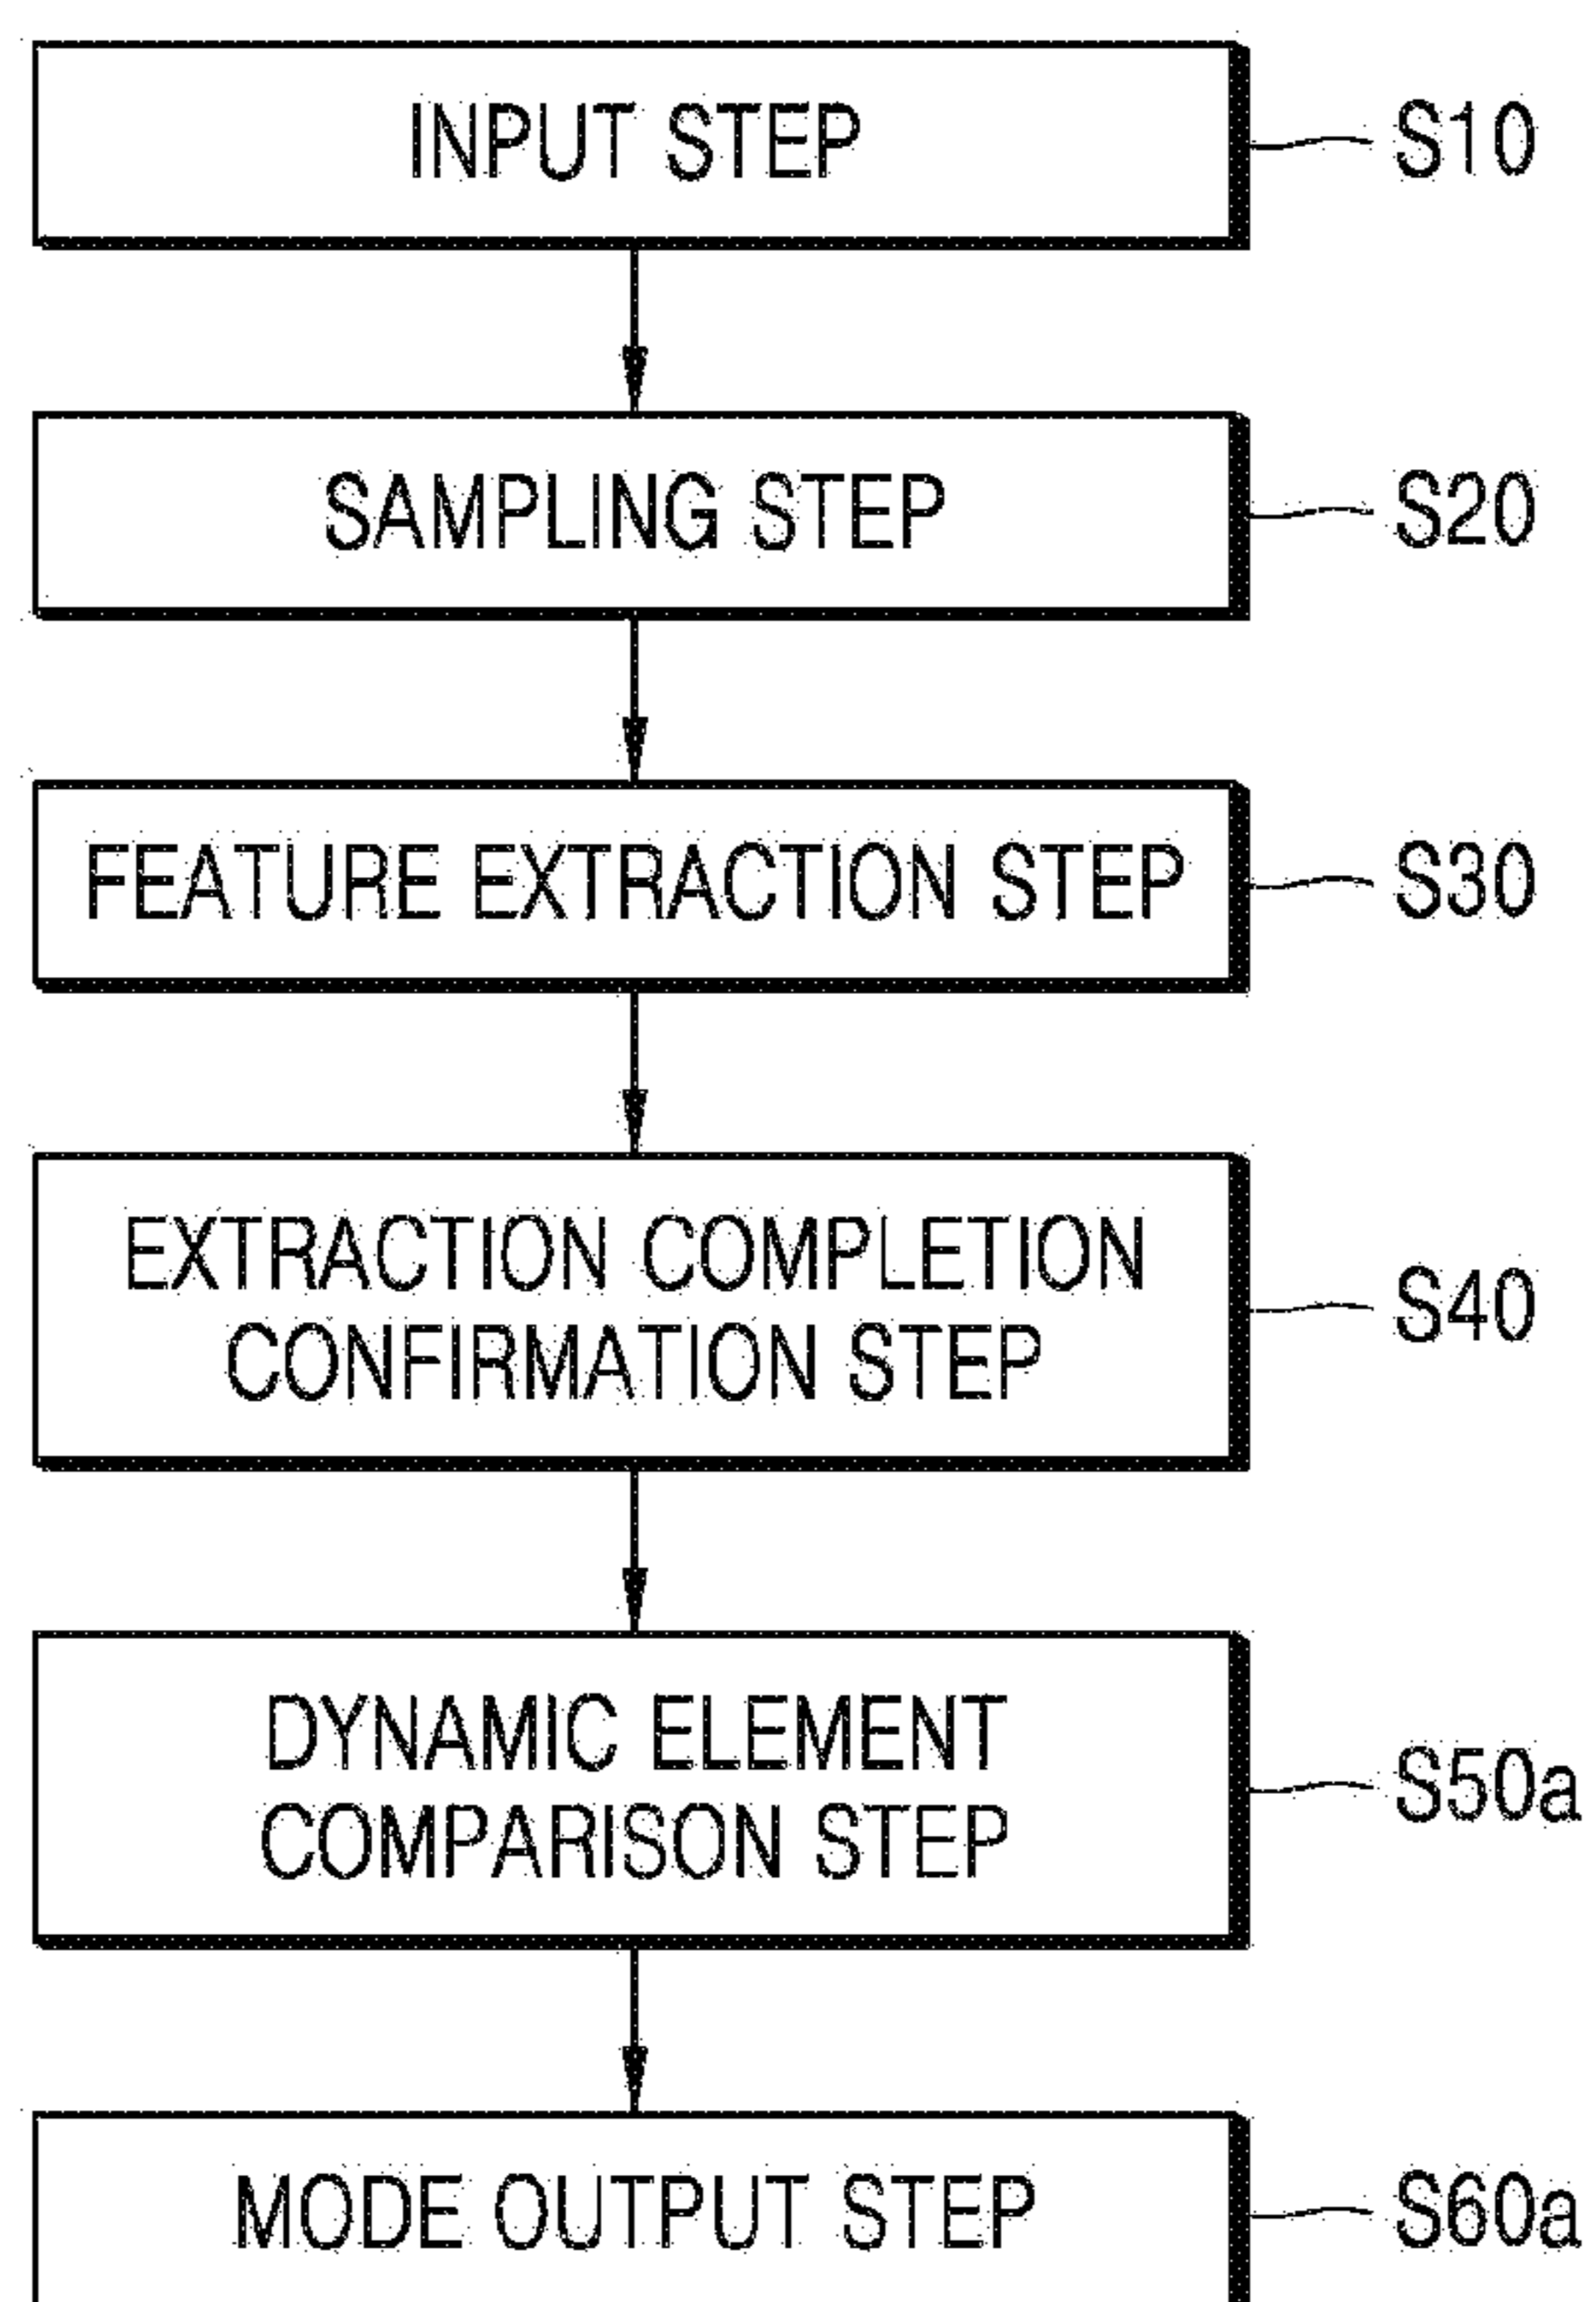 INPUT STEP
S10
SAMPLING STEP
S20
FEATURE EXTRACTION STEP
S30
EXTRACTION COMPLETION
CONFIRMATION STEP
S40
DYNAMIC ELEMENT
COMPARISON STEP
S50a
MODE OUTPUT STEP
S60a